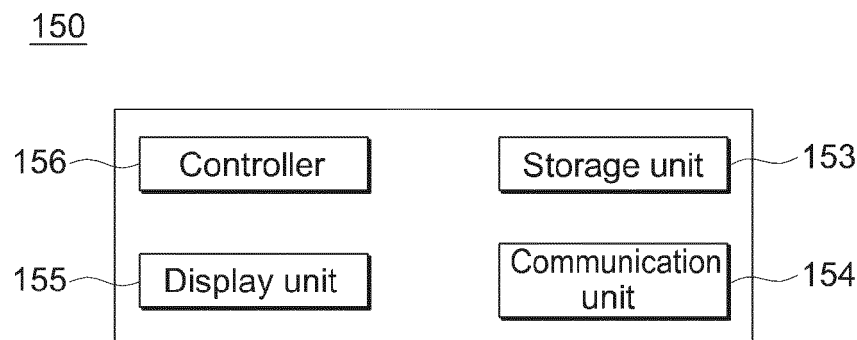 150
156 Controller Storage unit 153
155 Display unit Communication unit 154